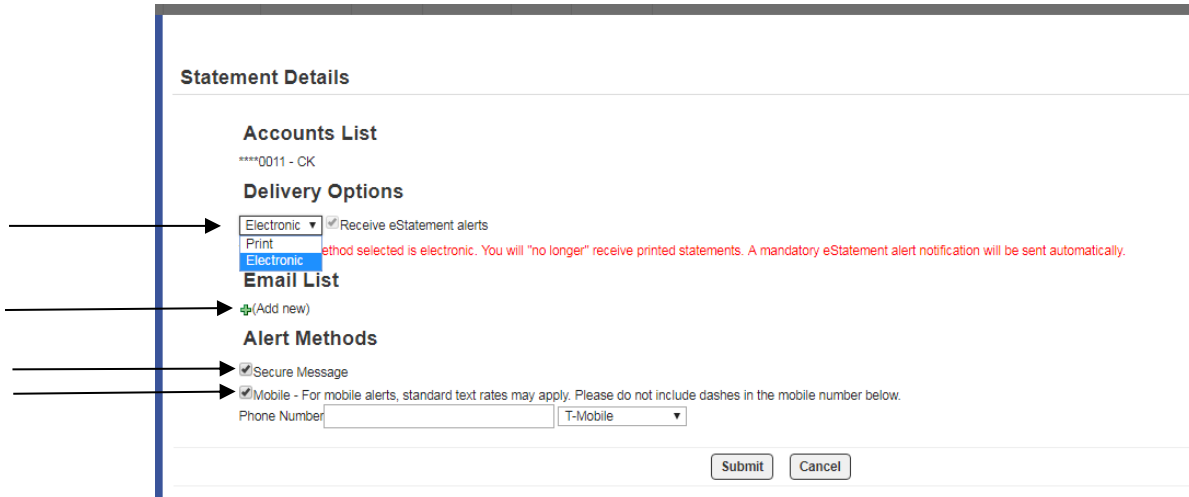 Statement Details
Accounts List
****0011 - CK
Delivery Options
Electronic Receive eStatement alerts
Print
selected is electronic. You will "no longer" receive printed statements. A mandatory eStatement alert notification will be sent automatically.
Electronic
Email List
(Add new)
Alert Methods
Secure Message
Mobile - For mobile alerts, standard text rates may apply. Please do not include dashes in the mobile number below.
Phone Number T-Mobile
Submit Cancel